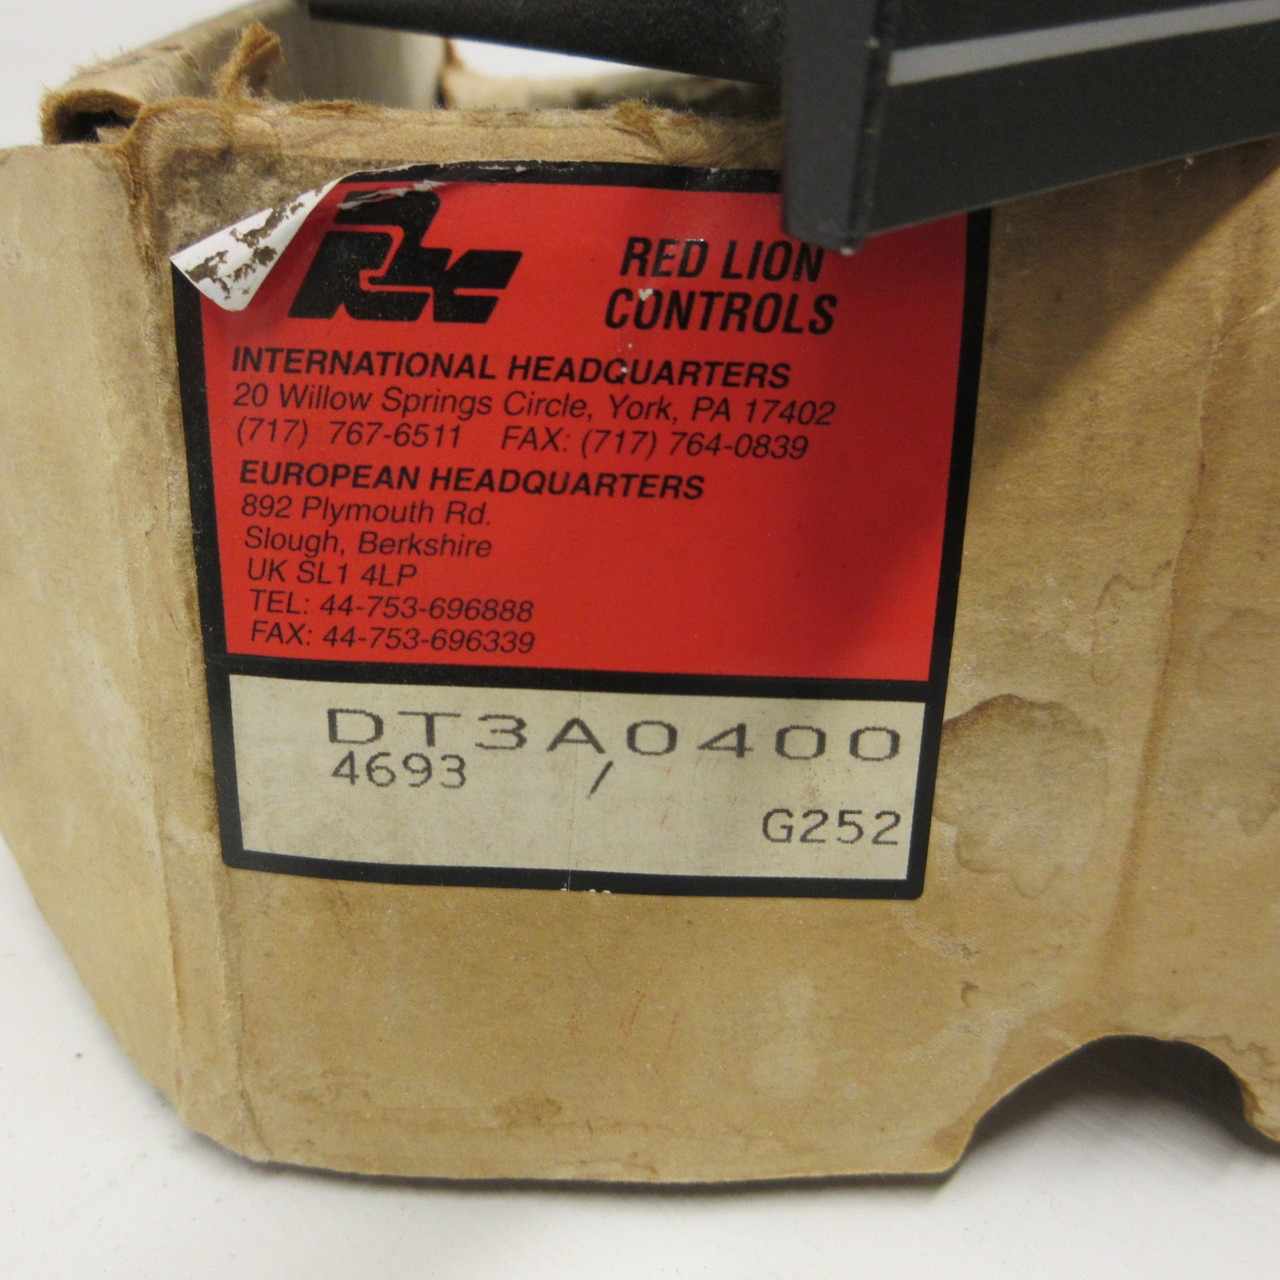 RLC
RED LION
CONTROLS
INTERNATIONAL HEADQUARTERS
20 Willow Springs Circle, York, PA 17402
(717) 767-6511 FAX: (717) 764-0839
EUROPEAN HEADQUARTERS
892 Plymouth Rd.
Slough, Berkshire
UK SL1 4LP
TEL: 44-753-696888
FAX: 44-753-696339
DT3A0400
4693 /
G252